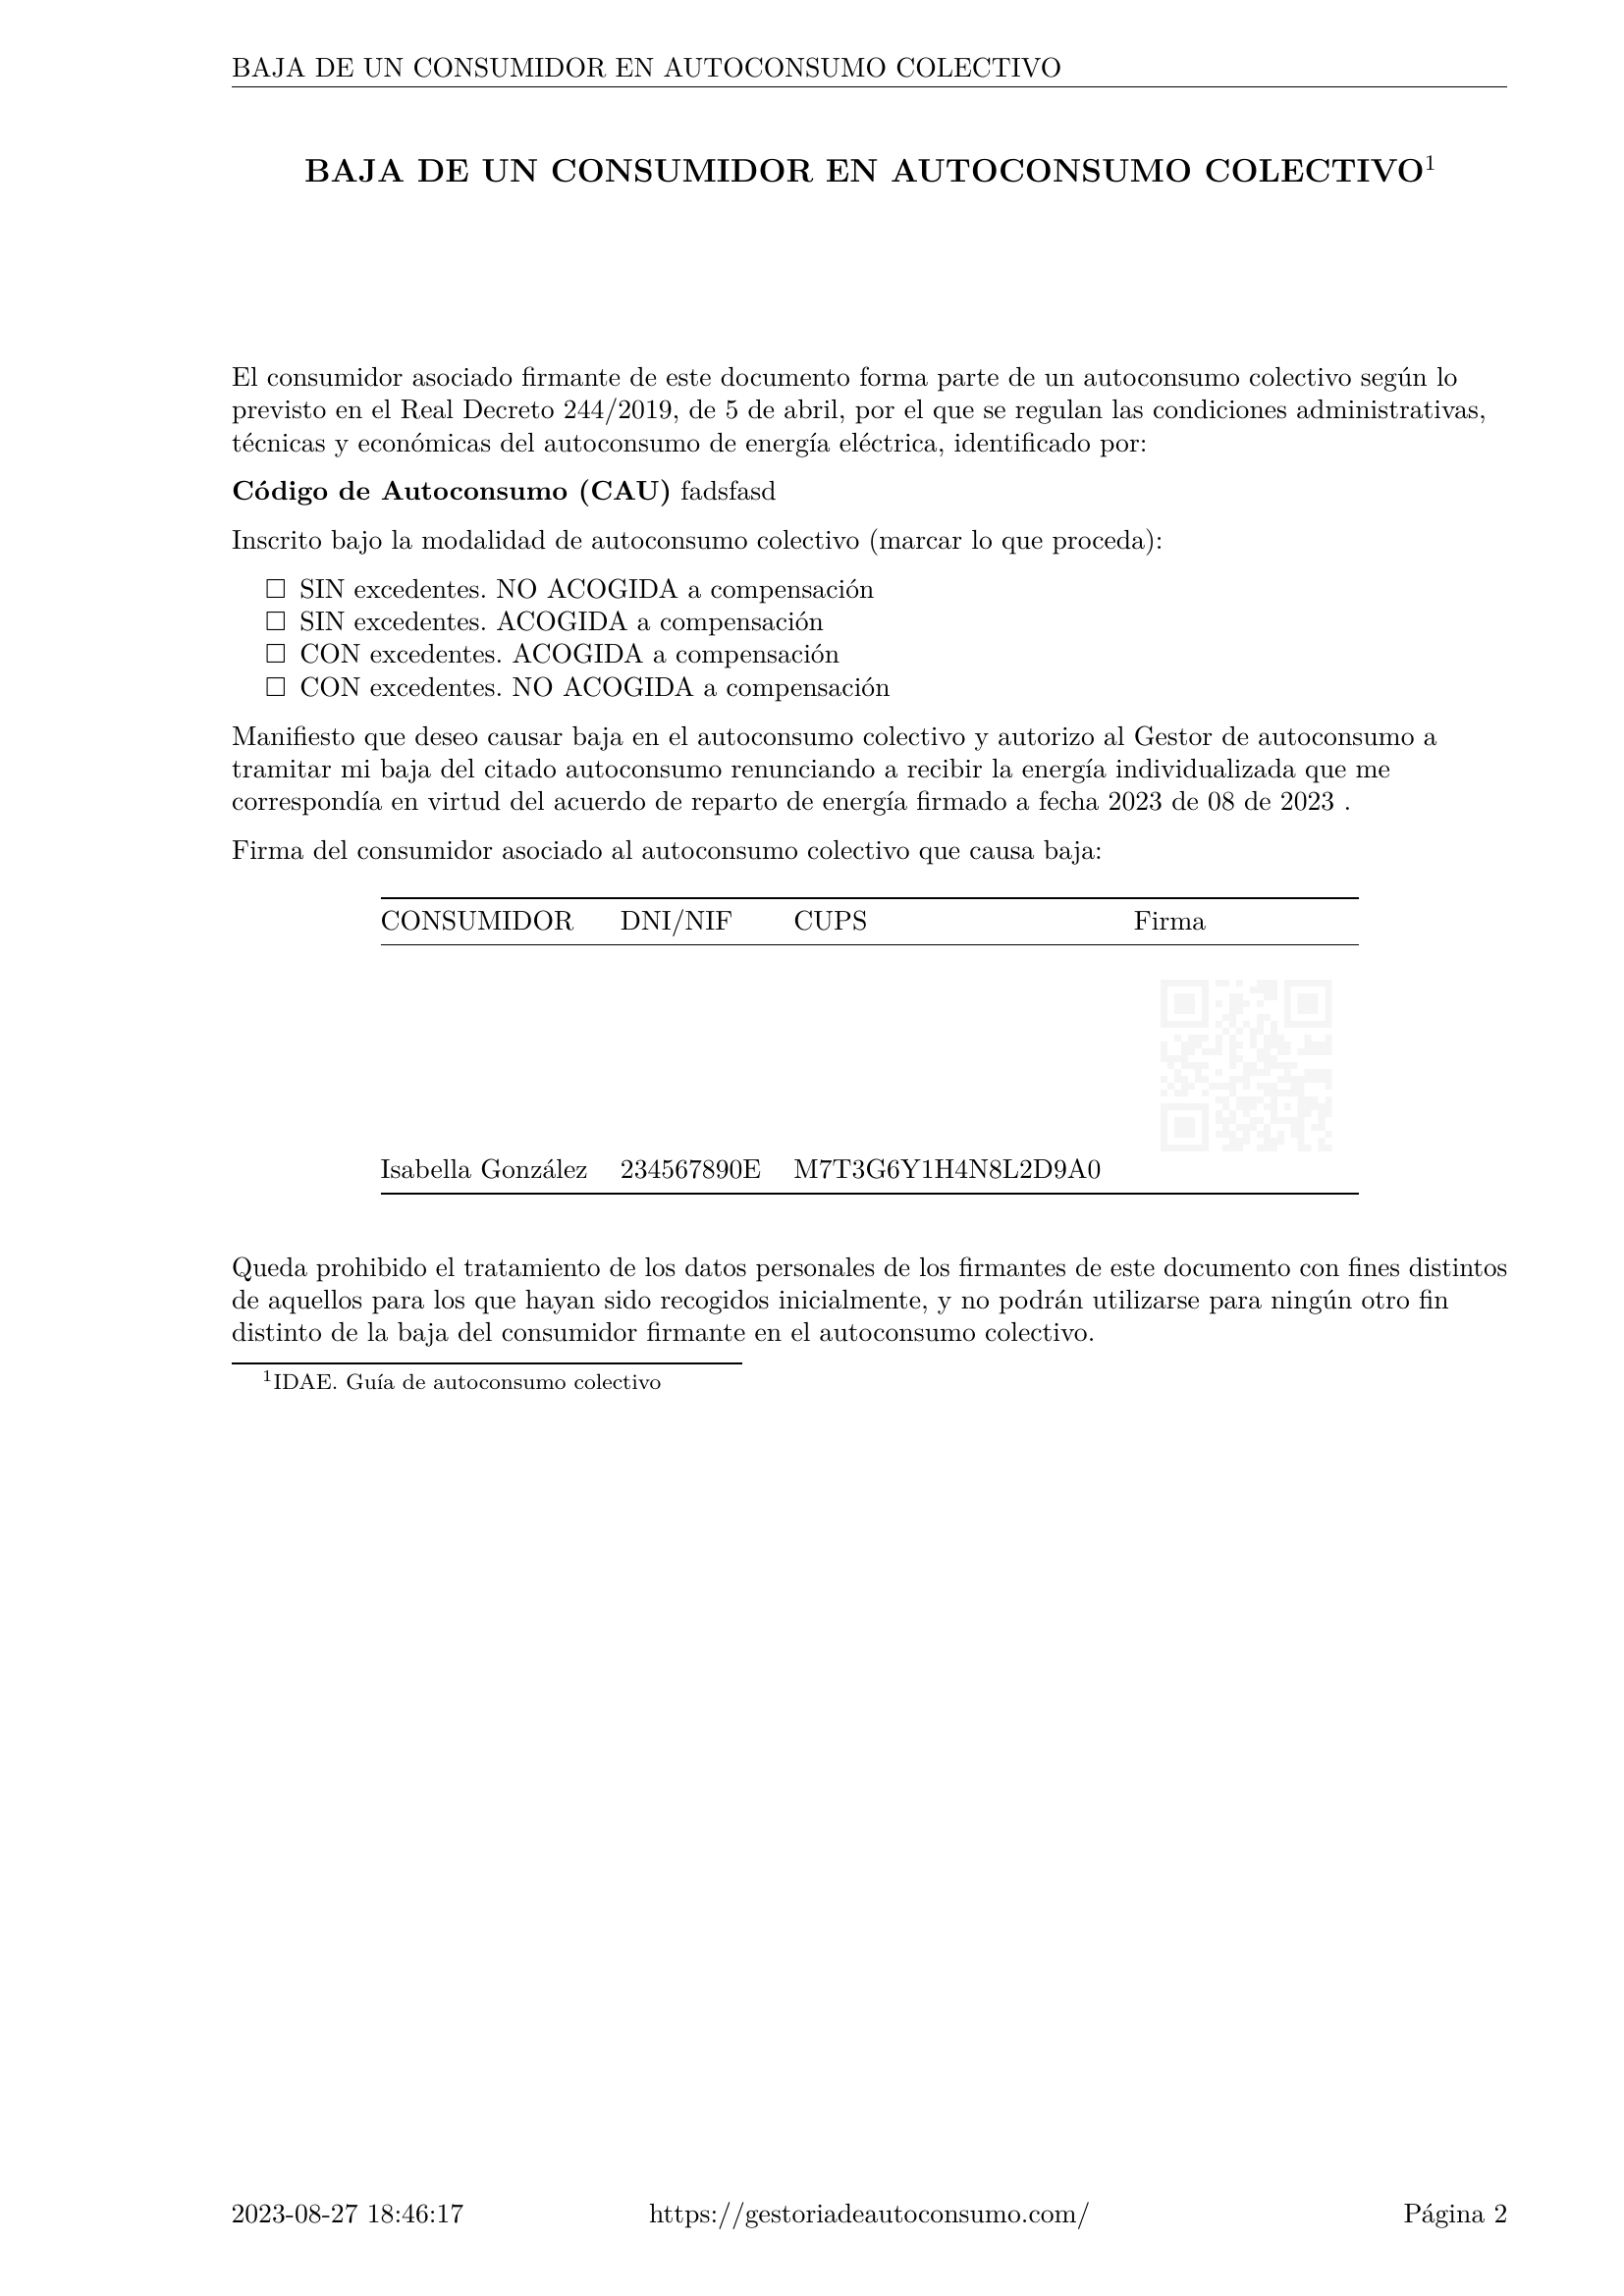 BAJA DE UN CONSUMIDOR EN AUTOCONSUMO COLECTIVO
BAJA DE UN CONSUMIDOR EN AUTOCONSUMO COLECTIVO¹
El consumidor asociado firmante de este documento forma parte de un autoconsumo colectivo según lo
previsto en el Real Decreto 244/2019, de 5 de abril, por el que se regulan las condiciones administrativas,
técnicas y económicas del autoconsumo de energía eléctrica, identificado por:
Código de Autoconsumo (CAU) fadsfasd
Inscrito bajo la modalidad de autoconsumo colectivo (marcar lo que proceda):
☐ SIN excedentes. NO ACOGIDA a compensación
☐ SIN excedentes. ACOGIDA a compensación
☐ CON excedentes. ACOGIDA a compensación
☐ CON excedentes. NO ACOGIDA a compensación
Manifiesto que deseo causar baja en el autoconsumo colectivo y autorizo al Gestor de autoconsumo a
tramitar mi baja del citado autoconsumo renunciando a recibir la energía individualizada que me
correspondía en virtud del acuerdo de reparto de energía firmado a fecha 2023 de 08 de 2023 .
Firma del consumidor asociado al autoconsumo colectivo que causa baja:
CONSUMIDOR DNI/NIF CUPS Firma
Isabella González 234567890E M7T3G6Y1H4N8L2D9A0
Queda prohibido el tratamiento de los datos personales de los firmantes de este documento con fines distintos
de aquellos para los que hayan sido recogidos inicialmente, y no podrán utilizarse para ningún otro fin
distinto de la baja del consumidor firmante en el autoconsumo colectivo.
¹IDAE. Guía de autoconsumo colectivo
2023-08-27 18:46:17 https://gestoriadeautoconsumo.com/ Página 2